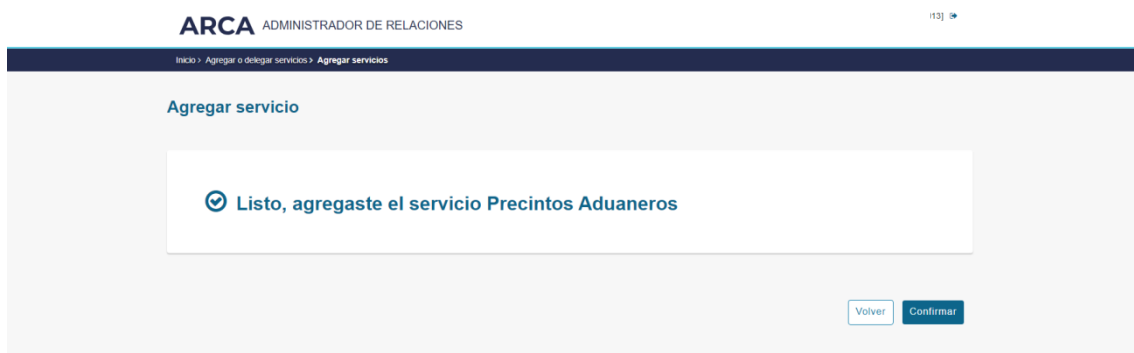 ARCA ADMINISTRADOR DE RELACIONES
13]
Inicio > Agregar o delegar servicios > Agregar servicios
Agregar servicio
Listo, agregaste el servicio Precintos Aduaneros
Volver
Confirmar